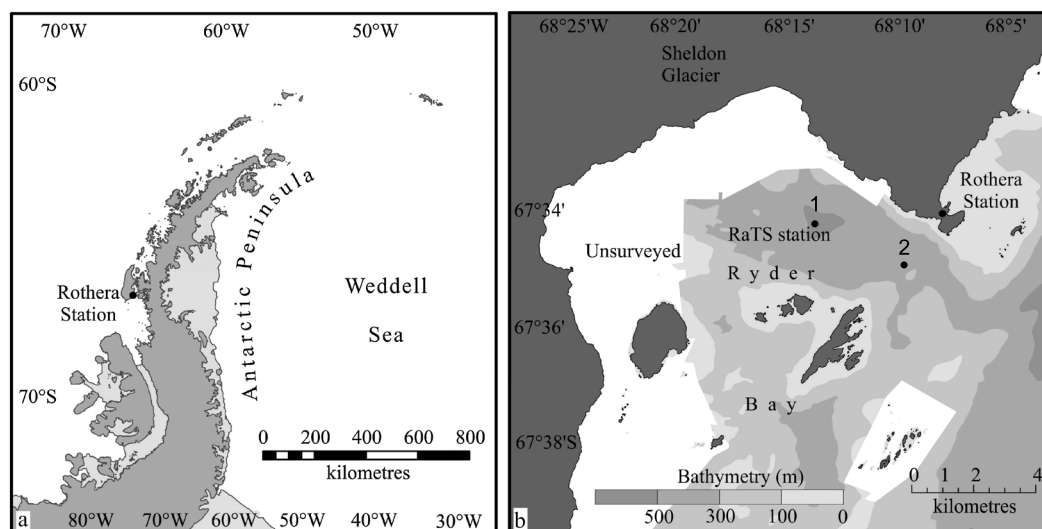 70°W 60°W 50°W
60°S
Antarctic Peninsula
Rothera
Station
Weddell
Sea
70°S
0 200 400 600 800
kilometres
a 80°W 70°W 60°W 50°W 40°W 30°W
68°25'W 68°20' 68°15' 68°10' 68°5'
Sheldon
Glacier
Rothera
Station
67°34'
1
RaTS station
2
Unsurveyed
Ryder
67°36'
Bay
67°38'S
Bathymetry (m)
500 300 100 0
0 2 4
kilometres
b